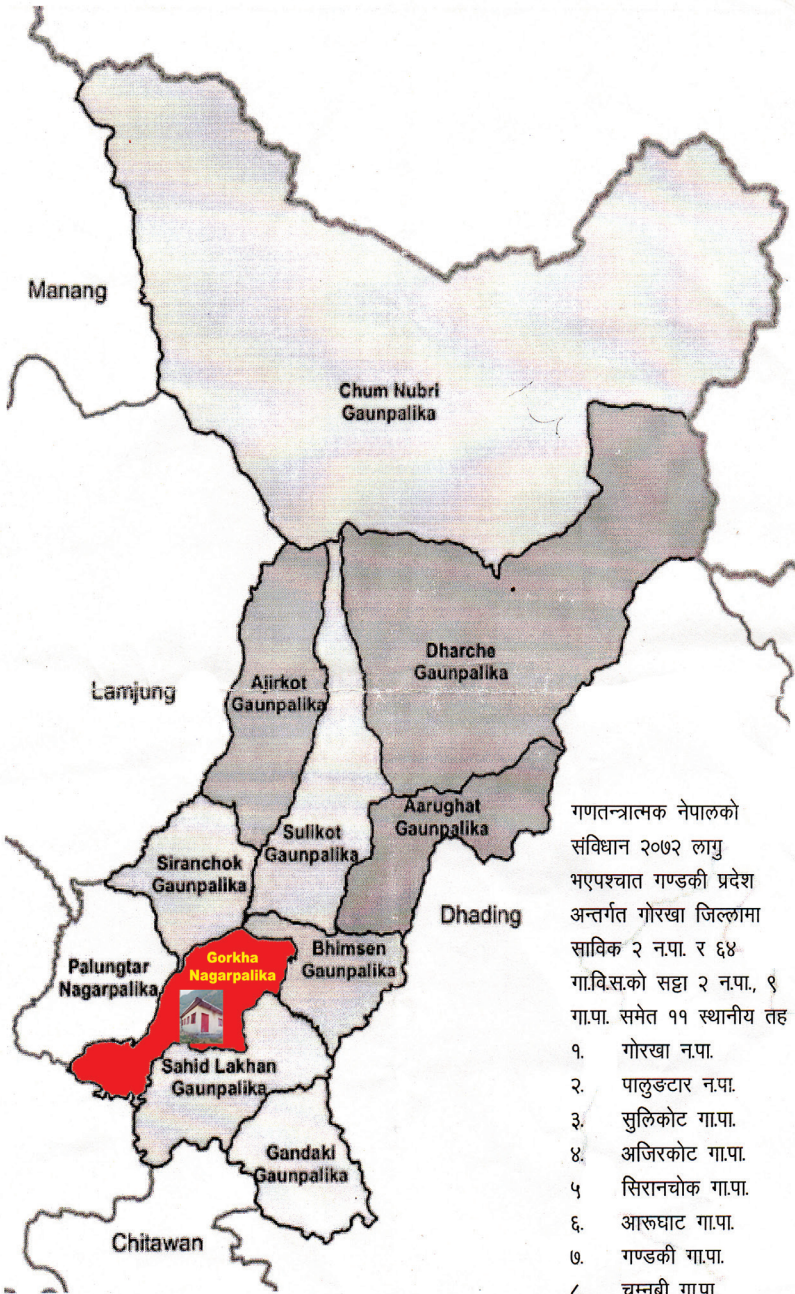 Manang
Chum Nubri
Gaunpalika
Dharche
Gaunpalika
Lamjung
Ajirkot
Gaunpalika
Aarughat
Gaunpalika
Sulikot
Gaunpalika
Siranchok
Gaunpalika
Dhading
Bhimsen
Gaunpalika
Gorkha
Nagarpalika
Palungtar
Nagarpalika
Sahid Lakhan
Gaunpalika
Gandaki
Gaunpalika
Chitawan
गणतन्त्रात्मक नेपालको
संविधान २०७२ लागु
भएपश्चात गण्डकी प्रदेश
अन्तर्गत गोरखा जिल्लामा
साविक २ न.पा. र ६४
गा.वि.स.को सट्टा २ न.पा., ९
गा.पा. समेत ११ स्थानीय तह
१. गोरखा न.पा.
२. पालुङटार न.पा.
३. सुलिकोट गा.पा.
४. अजिरकोट गा.पा.
५ सिरानचोक गा.पा.
६. आरूघाट गा.पा.
७. गण्डकी गा.पा.
गा.पा.